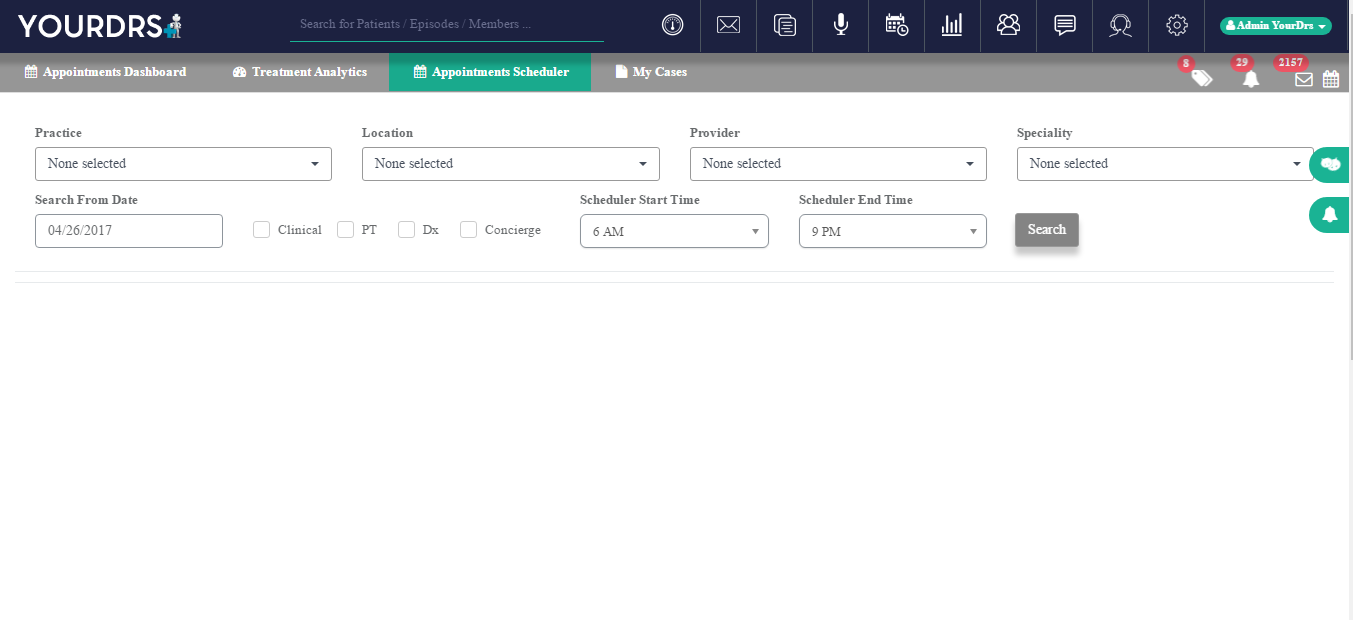 YOURDRS
Search for Patients / Episodes / Members ...
Admin YourDrs
Appointments Dashboard
Treatment Analytics
Appointments Scheduler
My Cases
8
29
2157
Practice
Location
Provider
Speciality
None selected
None selected
None selected
None selected
Search From Date
Scheduler Start Time
Scheduler End Time
04/26/2017
Clinical
PT
Dx
Concierge
6 AM
9 PM
Search